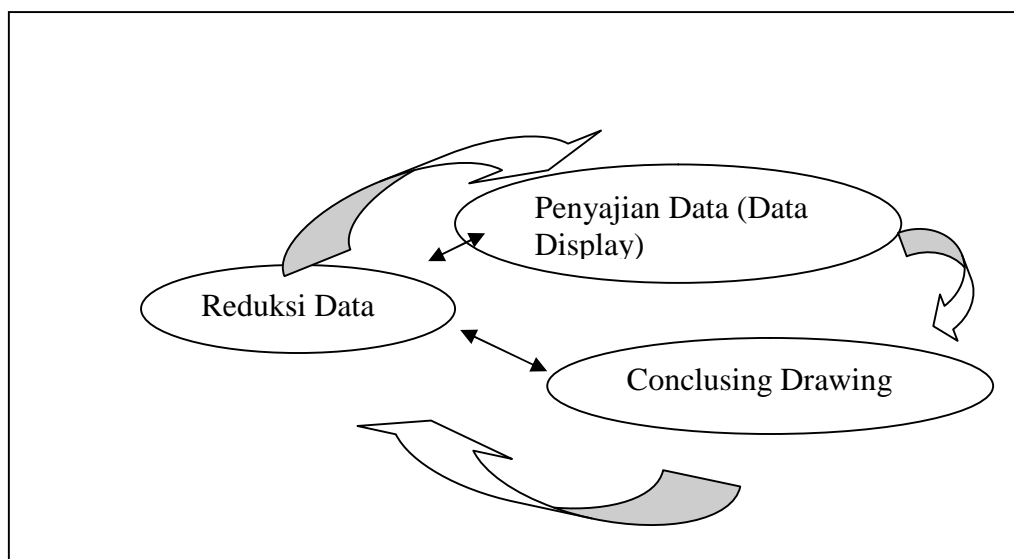 Penyajian Data (Data
Display)
Reduksi Data
Conclusing Drawing